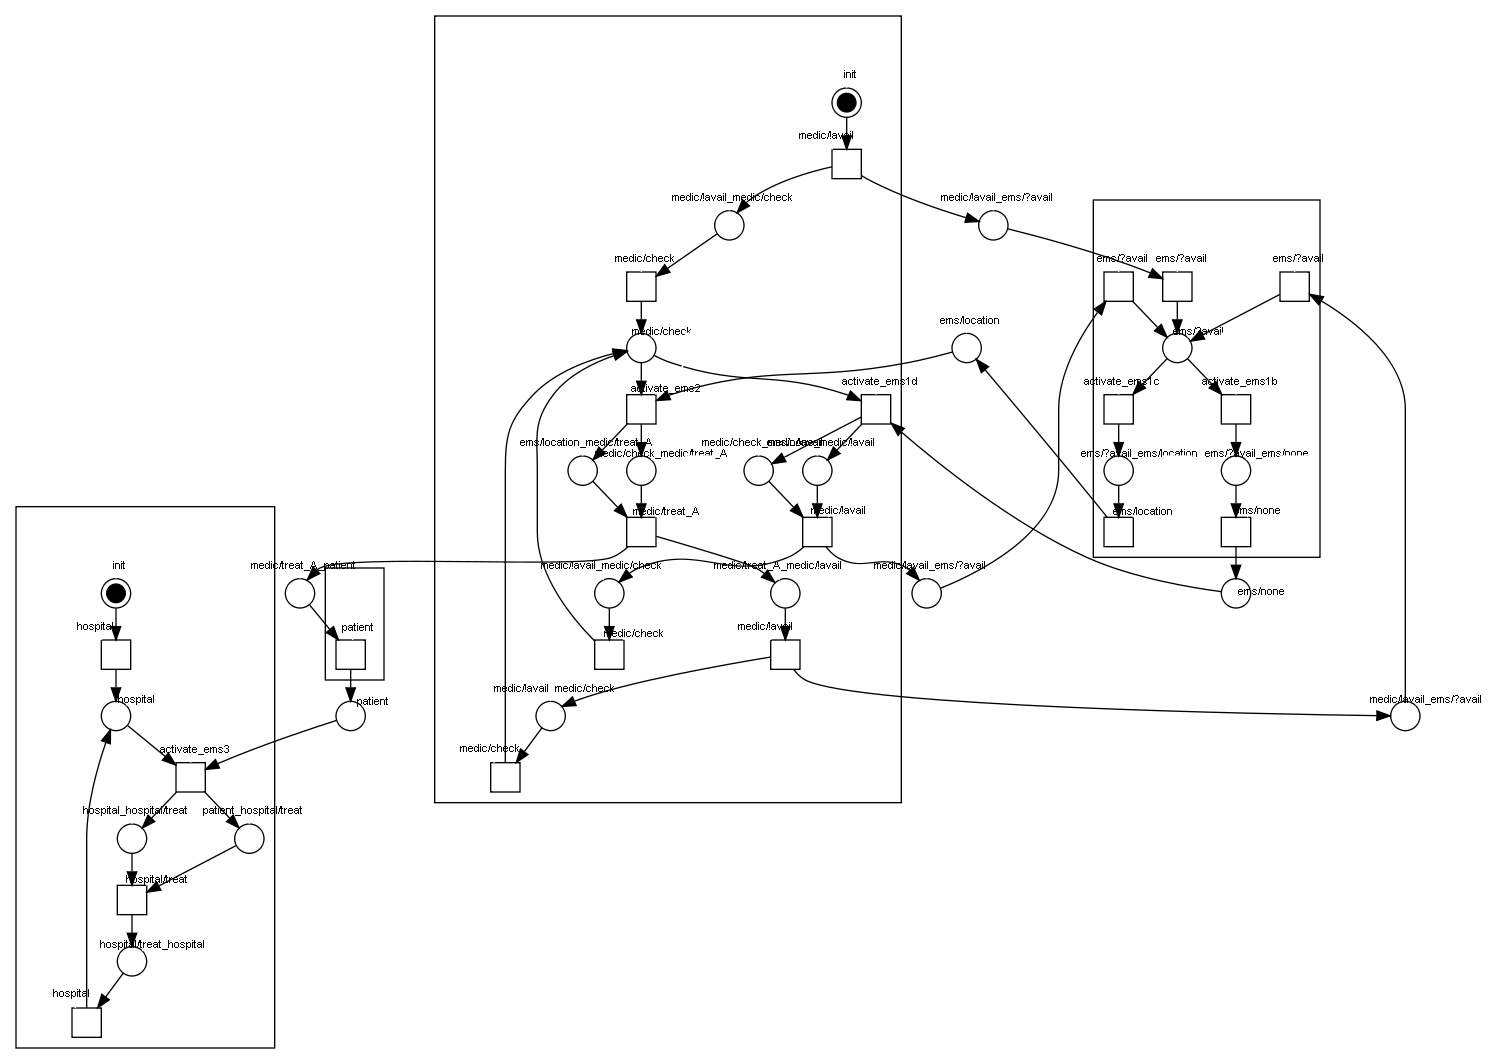 init
medic/!avail
medic/!avail_medic/check
medic/!avail_ems/?avail
medic/check
ems/?avail
ems/?avail
ems/?avail
ems/location
medic/check
ems/?avail
activate_ems2
activate_ems1d
activate_ems1c
activate_ems1b
ems/location_medic/treat_A
medic/check_medic/treat_A
medic/check_medic/!avail
ems/none_medic/!avail
ems/?avail_ems/location
ems/?avail_ems/none
medic/treat_A
medic/!avail
ems/location
ems/none
init
medic/treat_A_patient
medic/!avail_medic/check
medic/treat_A_medic/!avail
medic/!avail_ems/?avail
ems/none
hospital
patient
medic/check
medic/!avail
hospital
patient
medic/!avail_medic/check
medic/!avail_ems/?avail
activate_ems3
medic/check
hospital_hospital/treat
patient_hospital/treat
hospital/treat
hospital/treat_hospital
hospital